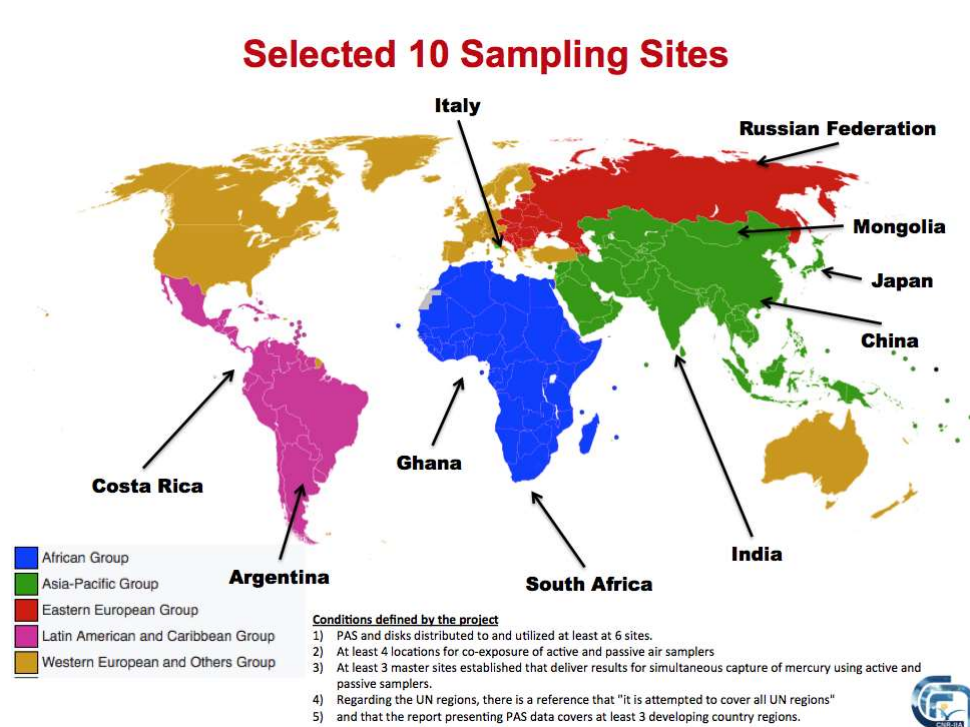 Selected 10 Sampling Sites
Italy
Russian Federation
Mongolia
Japan
China
Costa Rica
Ghana
India
Argentina
South Africa
African Group
Asia-Pacific Group
Eastern European Group
Latin American and Caribbean Group
Western European and Others Group
Conditions defined by the project
1) PAS and disks distributed to and utilized at least at 6 sites.
2) At least 4 locations for co-exposure of active and passive air samplers
3) At least 3 master sites established that deliver results for simultaneous capture of mercury using active and
passive samplers.
4) Regarding the UN regions, there is a reference that "it is attempted to cover all UN regions"
5) and that the report presenting PAS data covers at least 3 developing country regions.
CNR-IIA